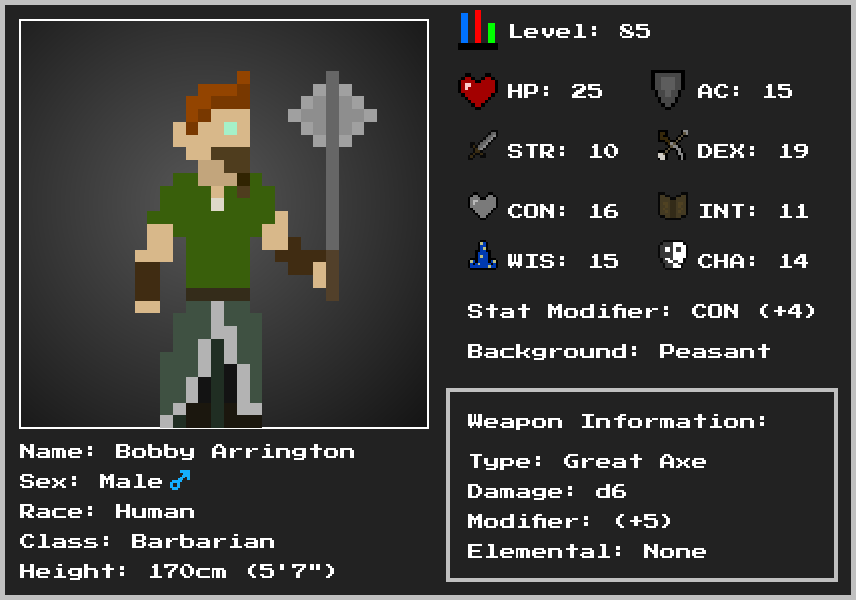 Level: 85
HP: 25
AC: 15
STR: 10
DEX: 19
CON: 16
INT: 11
WIS: 15
CHA: 14
Stat Modifier: CON (+4)
Background: Peasant
Weapon Information:
Type: Great Axe
Damage: d6
Modifier: (+5)
Elemental: None
Name: Bobby Arrington
Sex: Male♂
Race: Human
Class: Barbarian
Height: 170cm (5'7")